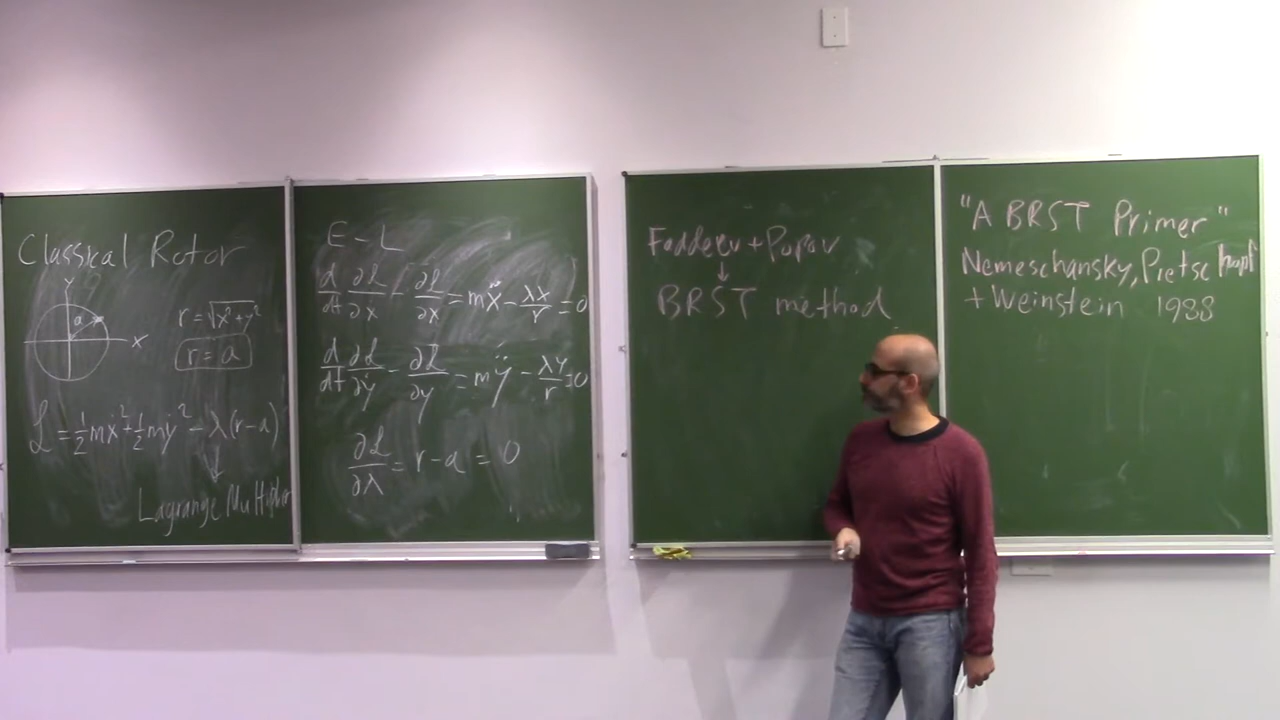 Classical Rotor
y
a
x
r = √x²+y²
r = a
ℒ = ½mẋ² + ½mẏ² - λ(r-a)
Lagrange Multiplier
E-L
d/dt ∂ℒ/∂ẋ - ∂ℒ/∂x = mẍ - λx/r = 0
d/dt ∂ℒ/∂ẏ - ∂ℒ/∂y = mÿ - λy/r = 0
∂ℒ/∂λ = r-a = 0
Faddeev + Popov
↓
BRST method
"A BRST Primer"
Nemeschansky, Pietschopf
+ Weinstein 1988